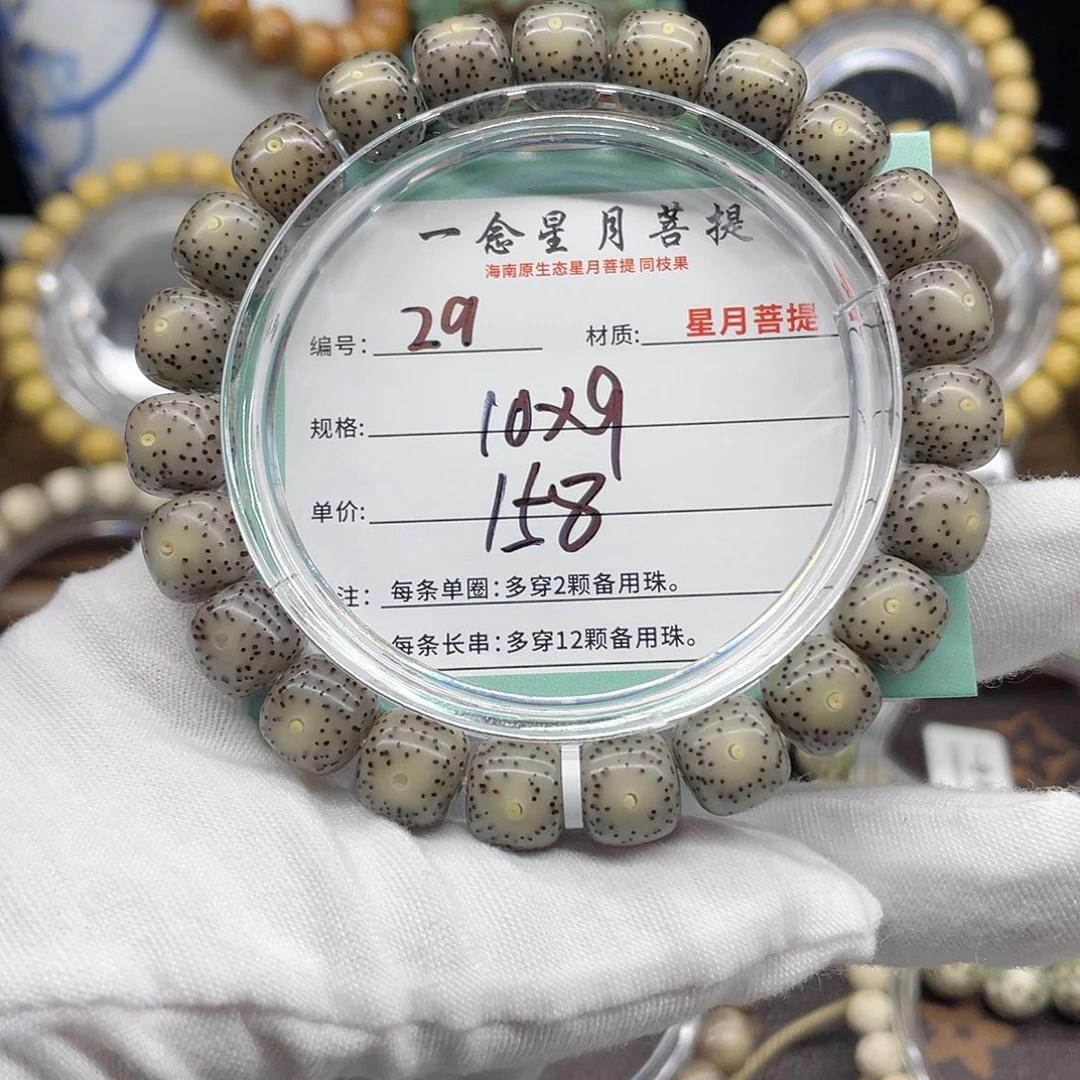 一念星月菩提
海南原生态星月菩提 同枝果
编号: 29 材质: 星月菩提
规格: 10×9
单价: 158
注: 每条单圈:多穿2颗备用珠。
每条长串:多穿12颗备用珠。